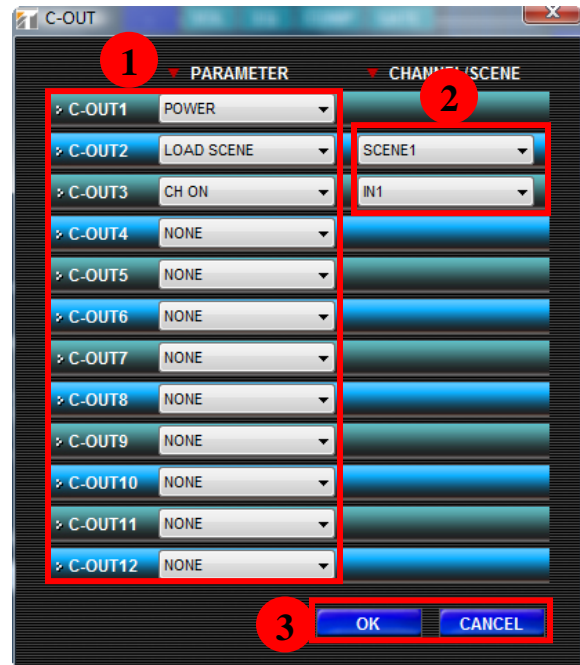 C-OUT
1
▼ PARAMETER ▼ CHANNEL/SCENE
2
C-OUT1 POWER
C-OUT2 LOAD SCENE SCENE1
C-OUT3 CH ON IN1
C-OUT4 NONE
C-OUT5 NONE
C-OUT6 NONE
C-OUT7 NONE
C-OUT8 NONE
C-OUT9 NONE
C-OUT10 NONE
C-OUT11 NONE
C-OUT12 NONE
3 OK CANCEL